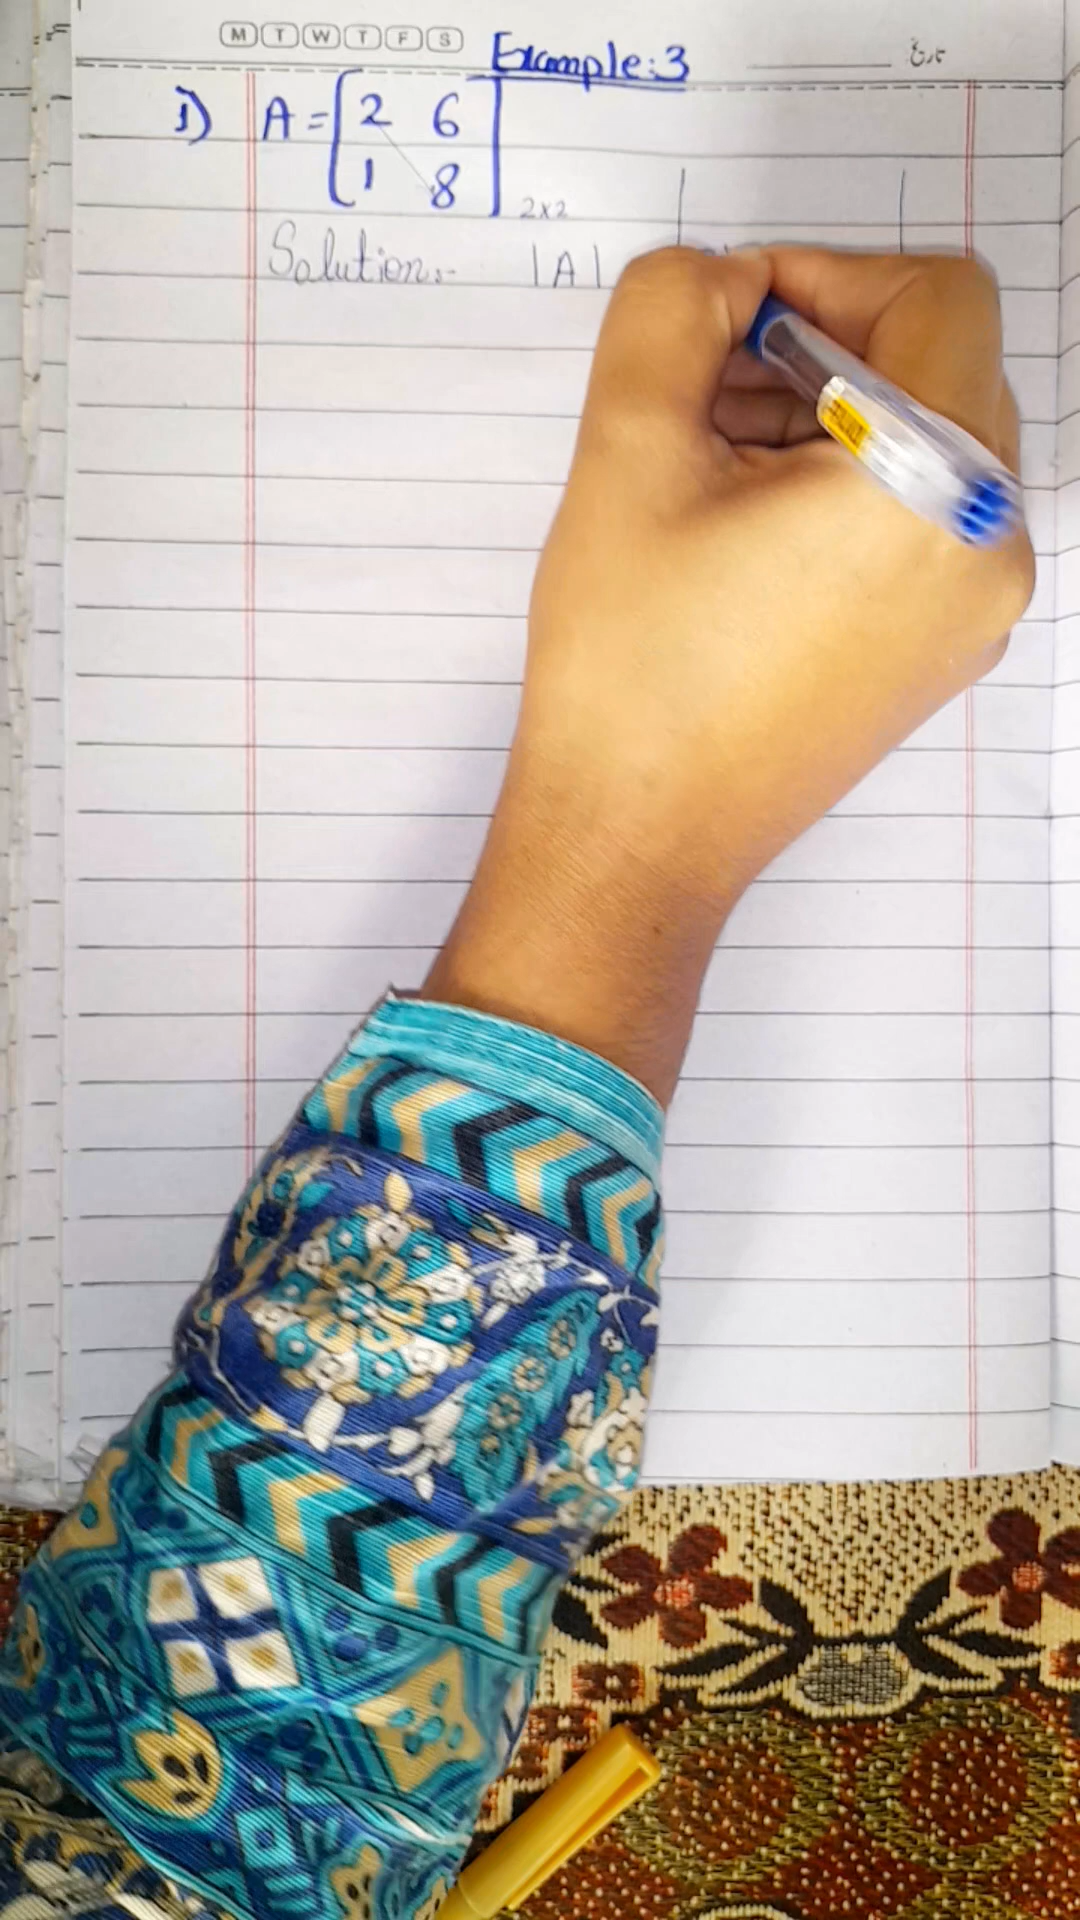 M T W T F S
Example:3
تاریخ
1) A = [2 6
1 8] 2x2
Solution:- |A|